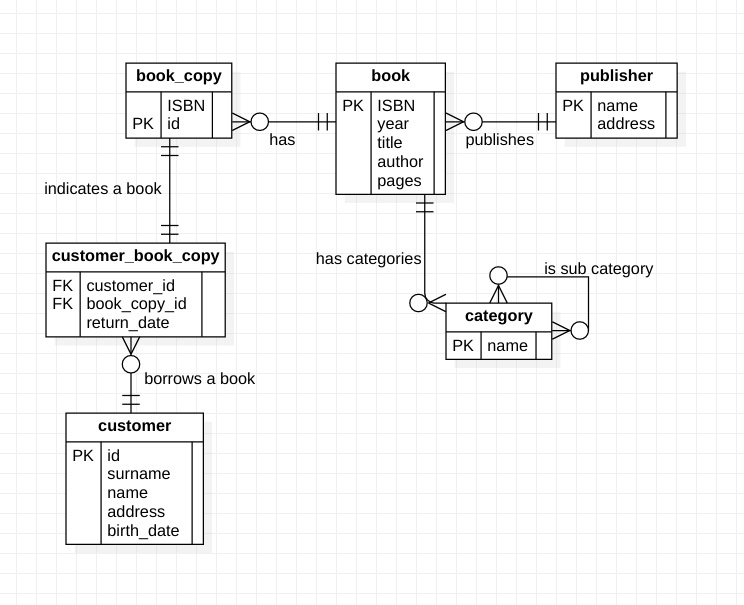 book_copy
ISBN
PK id
has
book
PK ISBN
year
title
author
pages
publishes
publisher
PK name
address
indicates a book
customer_book_copy
FK customer_id
FK book_copy_id
return_date
has categories
is sub category
category
PK name
borrows a book
customer
PK id
surname
name
address
birth_date